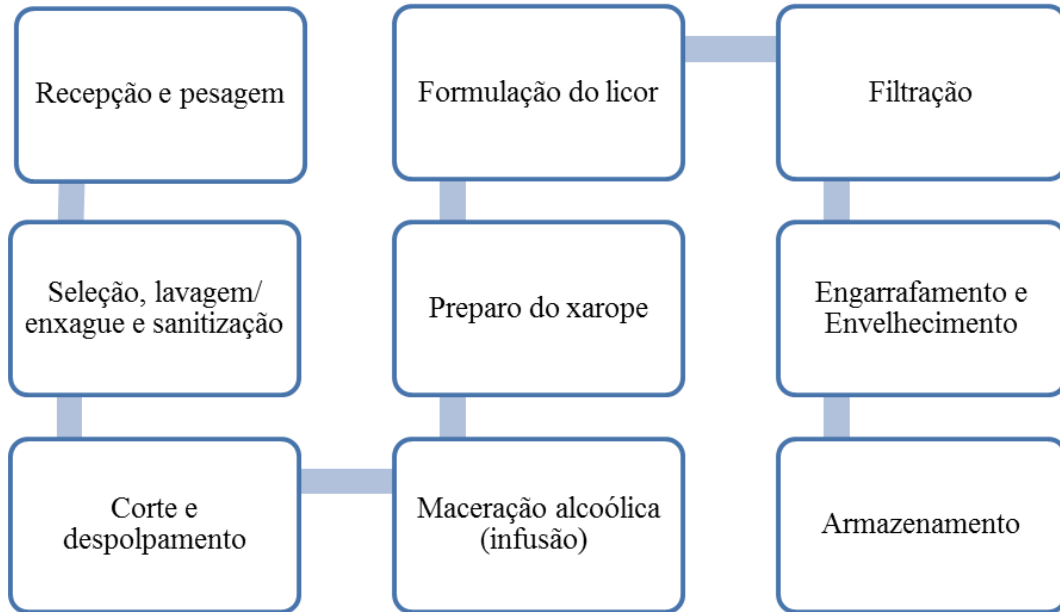 Recepção e pesagem
Seleção, lavagem/
enxague e sanitização
Corte e
despolpamento
Maceração alcoólica
(infusão)
Preparo do xarope
Formulação do licor
Filtração
Engarrafamento e
Envelhecimento
Armazenamento